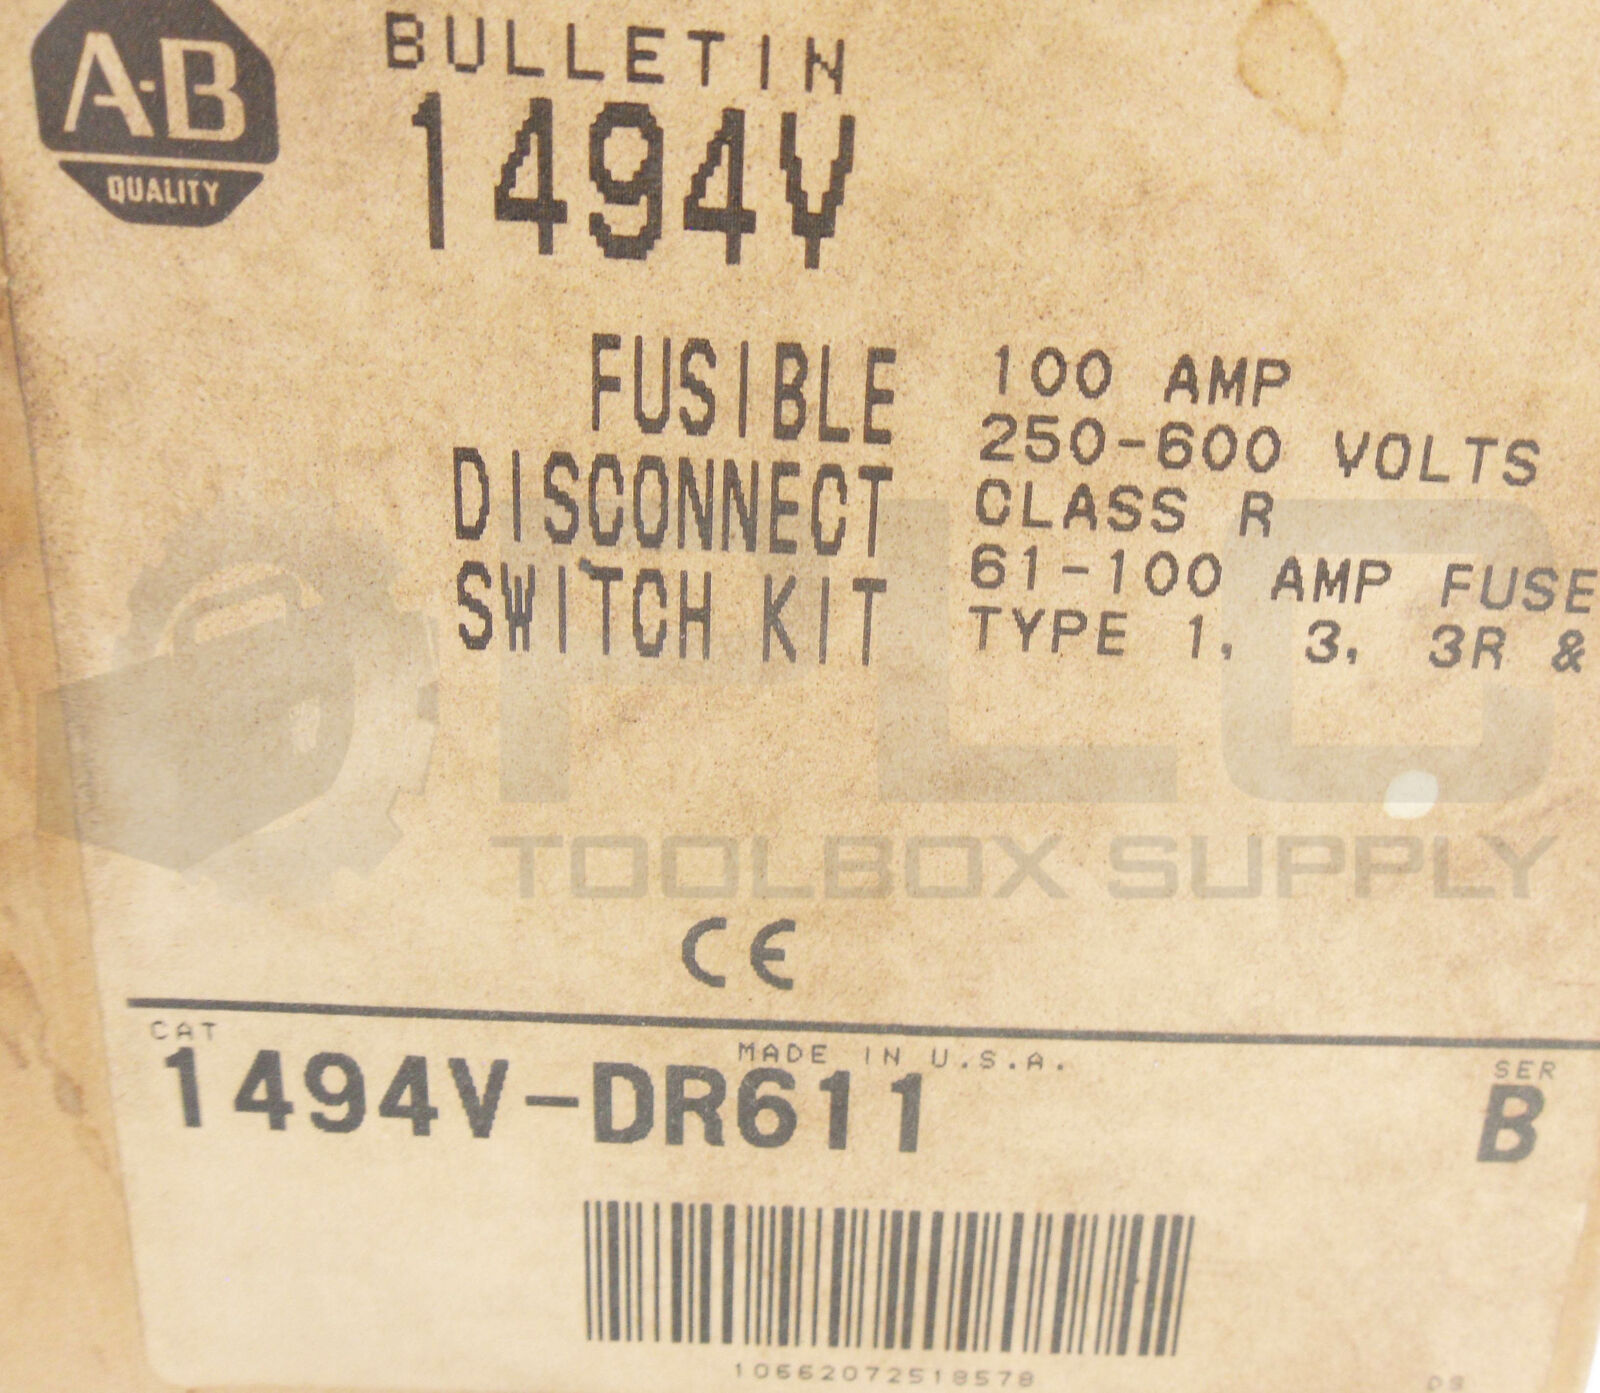 A-B
QUALITY
BULLETIN
1494V
FUSIBLE
DISCONNECT
SWITCH KIT
100 AMP
250-600 VOLTS
CLASS R
61-100 AMP FUSE
TYPE 1, 3, 3R &
PLC
TOOLBOX SUPPLY
CE
CAT
MADE IN U.S.A.
SER
1494V-DR611
B
10662072518578